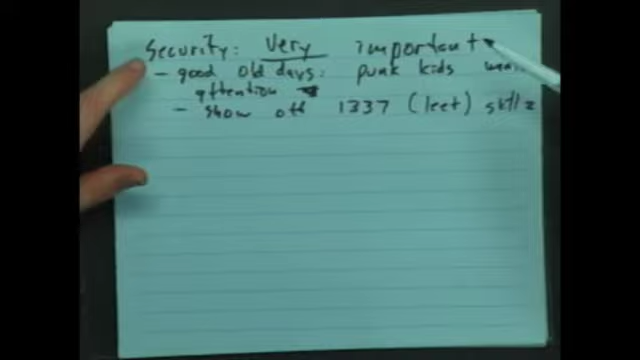 Security: Very important
- good old days: punk kids
attention
- show off 1337 (leet) skillz